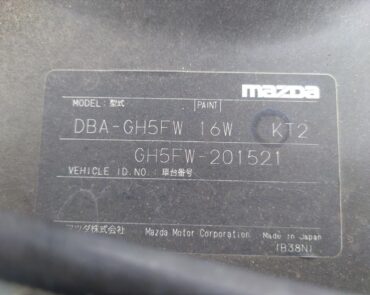 mazda
MODEL: 型式 PAINT
DBA-GH5FW 16W KT2
GH5FW-201521
VEHICLE ID.NO.: 車台番号
マツダ株式会社 Mazda Motor Corporation Made in Japan
(B38N)